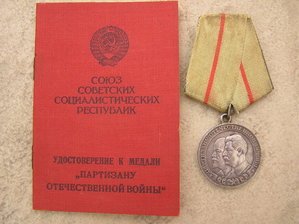 СОЮЗ
СОВЕТСКИХ
СОЦИАЛИСТИЧЕСКИХ
РЕСПУБЛИК
УДОСТОВЕРЕНИЕ К МЕДАЛИ
„ПАРТИЗАНУ
ОТЕЧЕСТВЕННОЙ ВОЙНЫ"